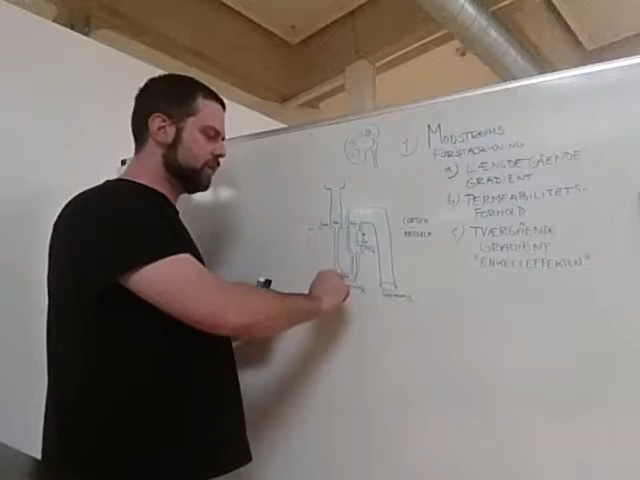 1) MODSTRØMS
FORSTÆRKNING
a) LÆNGDEGÅENDE
GRADIENT
b) PERMEABILITETS-
FORHOLD
c) TVÆRGÅENDE
GRADIENT
"ENKELTEFFEKTEN"
CORTEX
MEDULLA